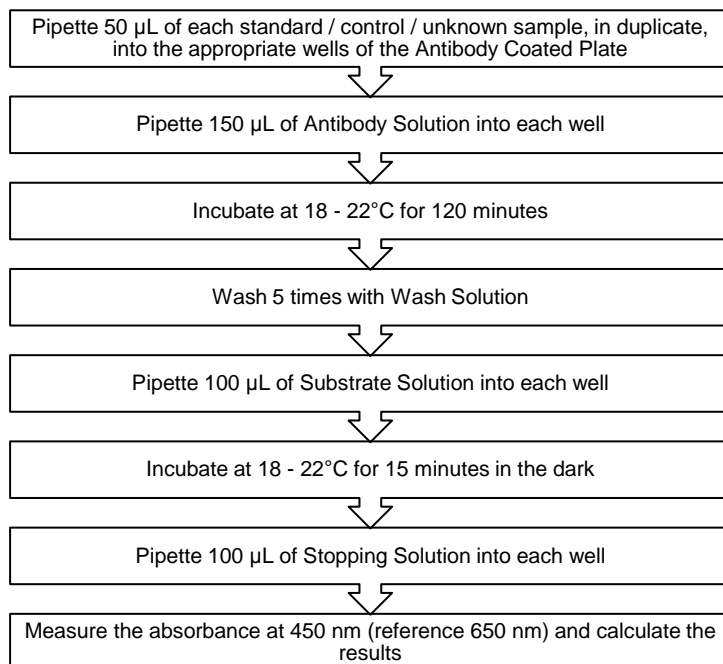 Pipette 50 µL of each standard / control / unknown sample, in duplicate,
into the appropriate wells of the Antibody Coated Plate
Pipette 150 µL of Antibody Solution into each well
Incubate at 18 - 22°C for 120 minutes
Wash 5 times with Wash Solution
Pipette 100 µL of Substrate Solution into each well
Incubate at 18 - 22°C for 15 minutes in the dark
Pipette 100 µL of Stopping Solution into each well
Measure the absorbance at 450 nm (reference 650 nm) and calculate the
results